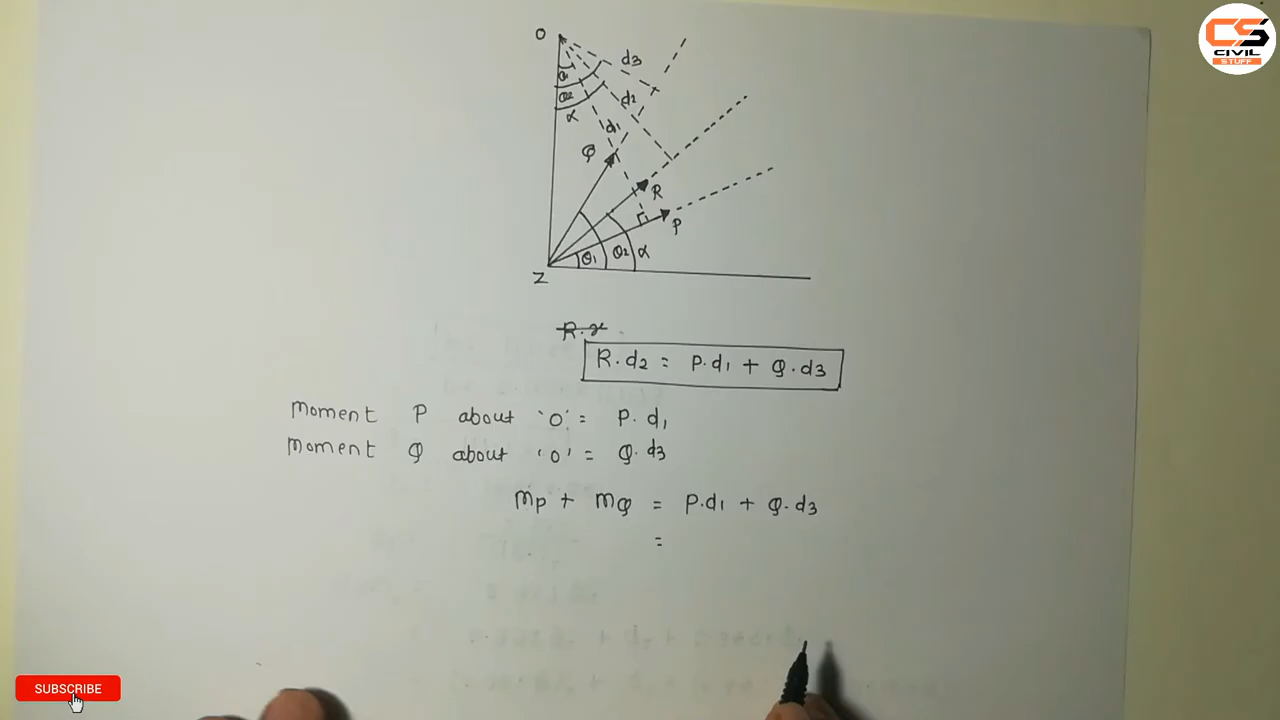 CS
CIVIL
STUFF
O
d3
θ1
θ2
d2
α
d1
Q
R
P
θ1 θ2 α
Z
R.r
R.d2 = P.d1 + Q.d3
Moment P about 'O' = P.d1
Moment Q about 'O' = Q.d3
MP + MQ = P.d1 + Q.d3
=
SUBSCRIBE